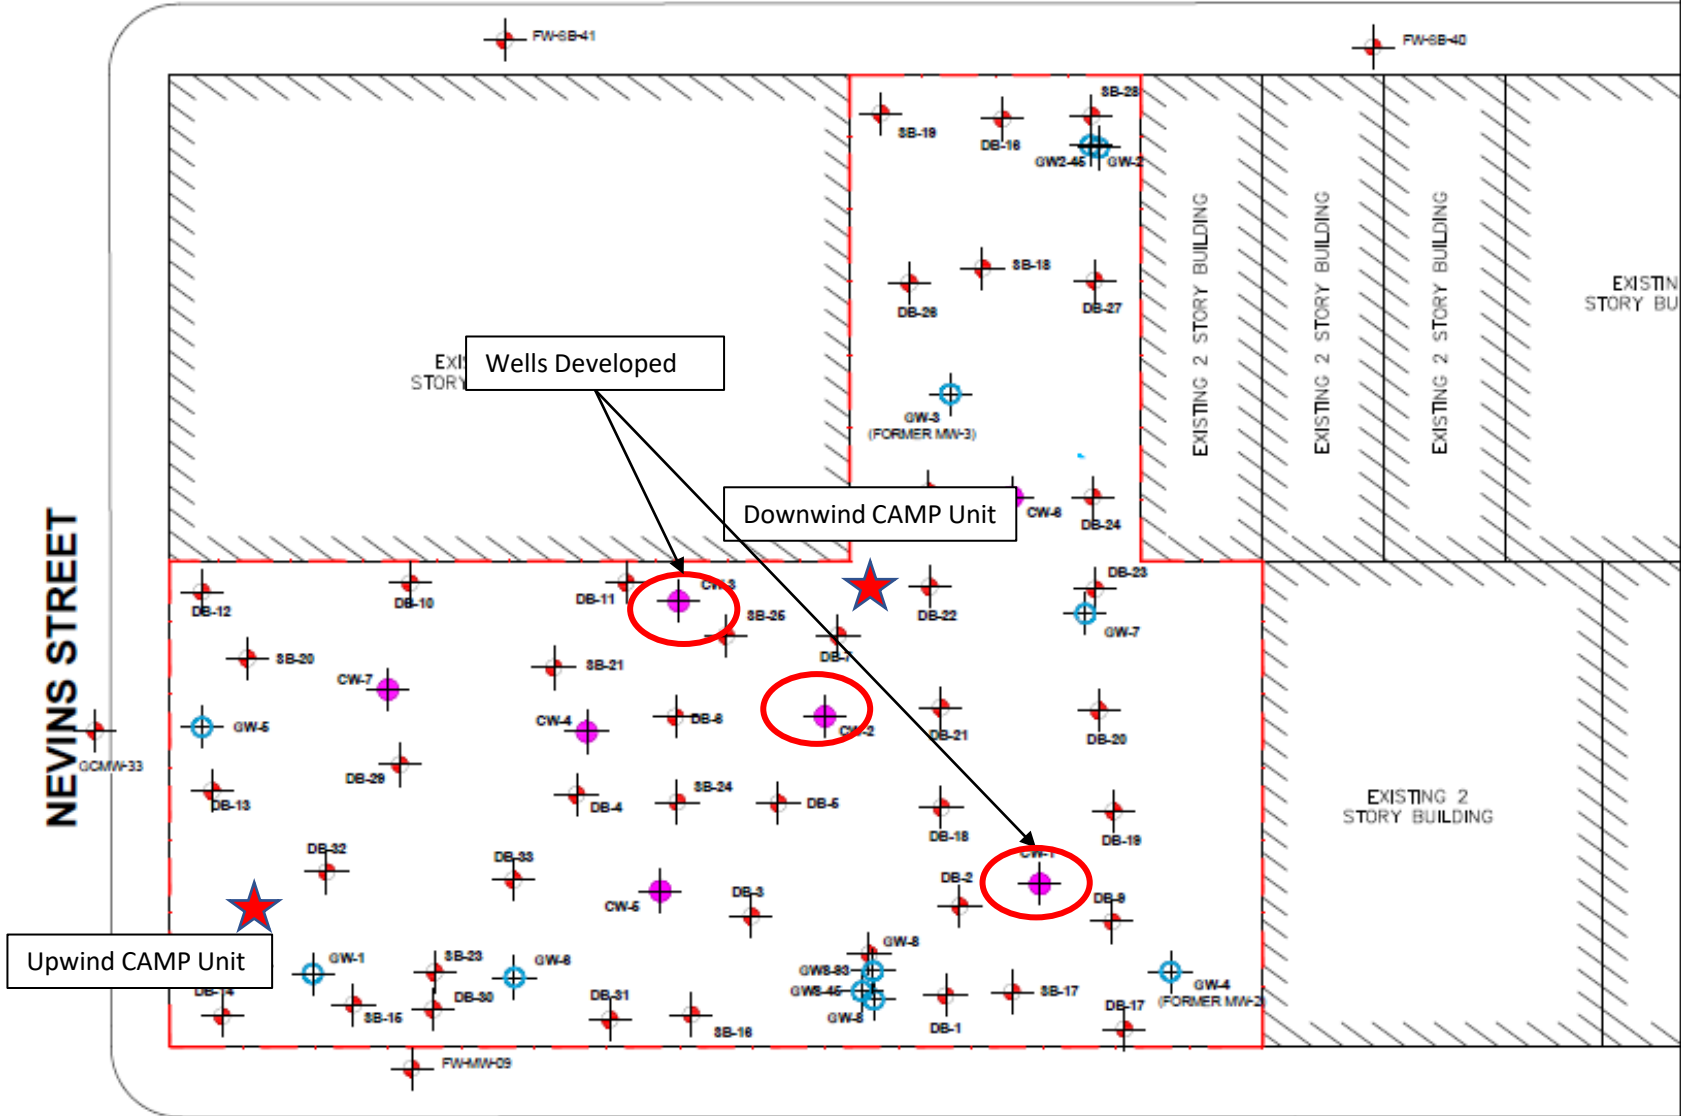 FW-SB-41
FW-SB-40
SB-28
SB-19
DB-16
GW2-45
GW-2
SB-18
DB-26
DB-27
EXISTING 2 STORY BUILDING
EXISTING 2 STORY BUILDING
EXISTING 2 STORY BUILDING
EXISTIN
STORY BU
Wells Developed
EXIS
STORY
GW-3
(FORMER MW-3)
Downwind CAMP Unit
CW-6
DB-24
NEVINS STREET
DB-12
DB-10
DB-11
CW-3
SB-25
DB-22
DB-23
GW-7
DB-7
SB-20
SB-21
CW-7
GW-5
CW-4
DB-6
CW-2
DB-21
DB-20
GCMW-33
DB-29
DB-13
DB-4
SB-24
DB-5
DB-18
DB-19
EXISTING 2
STORY BUILDING
DB-32
DB-33
CW-1
CW-5
DB-3
DB-2
DB-9
Upwind CAMP Unit
GW-1
SB-23
GW-6
GW-8
GW8-93
GW8-45
GW-8
GW-4
(FORMER MW-2)
DB-14
SB-15
DB-30
DB-31
SB-16
DB-1
SB-17
DB-17
FW-MW-09